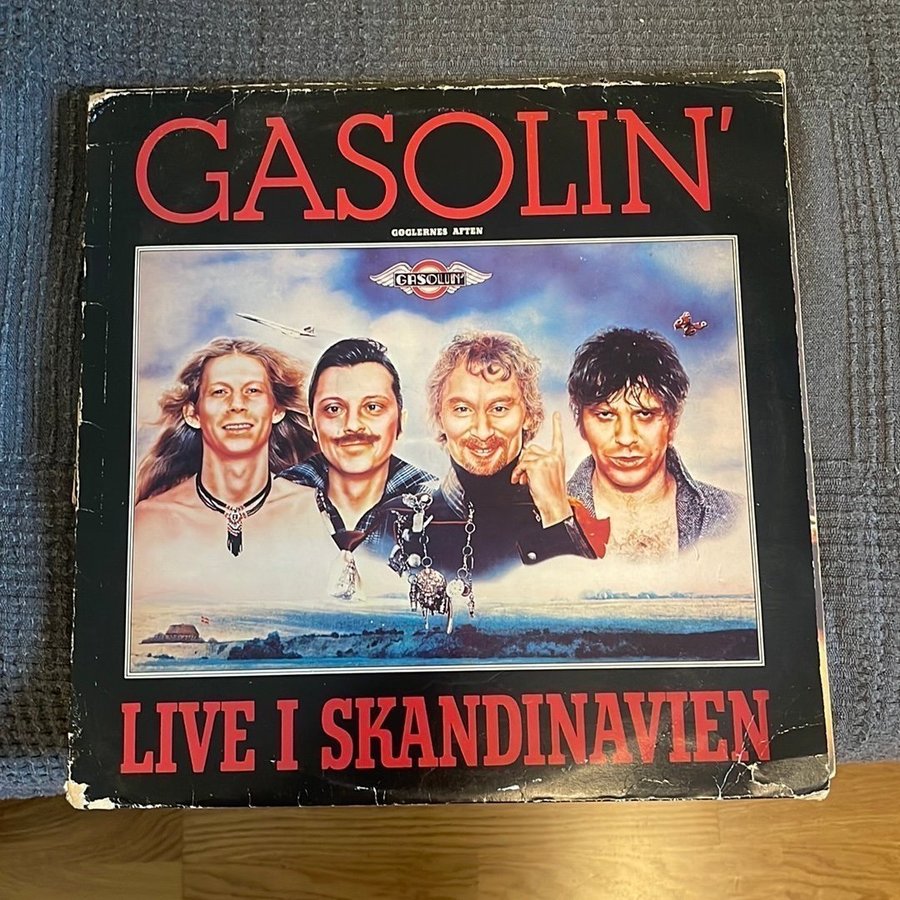 GASOLIN'
GØGLERNES AFTEN
GASOLIN'
LIVE I SKANDINAVIEN